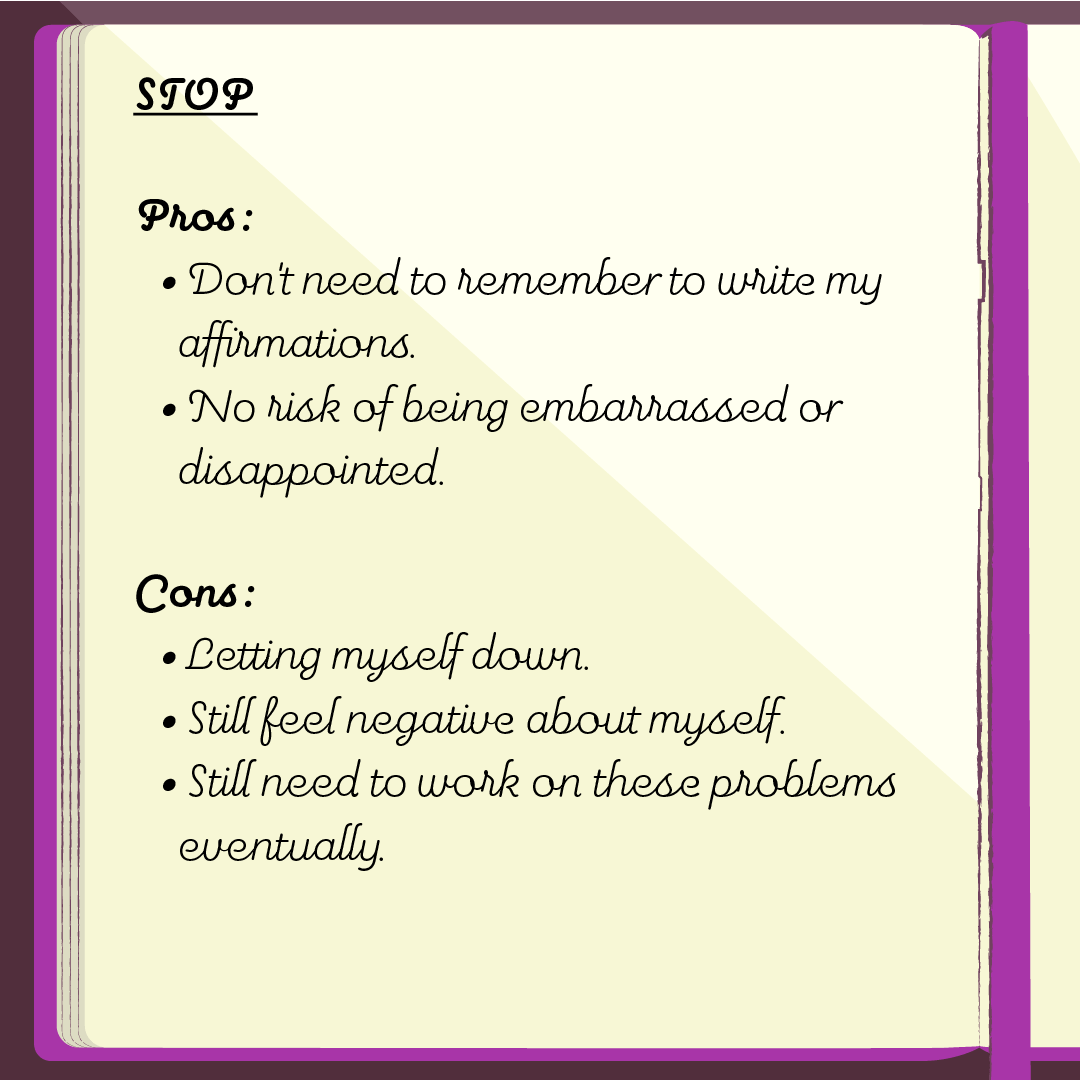 STOP
Pros:
• Don't need to remember to write my
affirmations.
• No risk of being embarrassed or
disappointed.
Cons:
• Letting myself down.
• Still feel negative about myself.
• Still need to work on these problems
eventually.